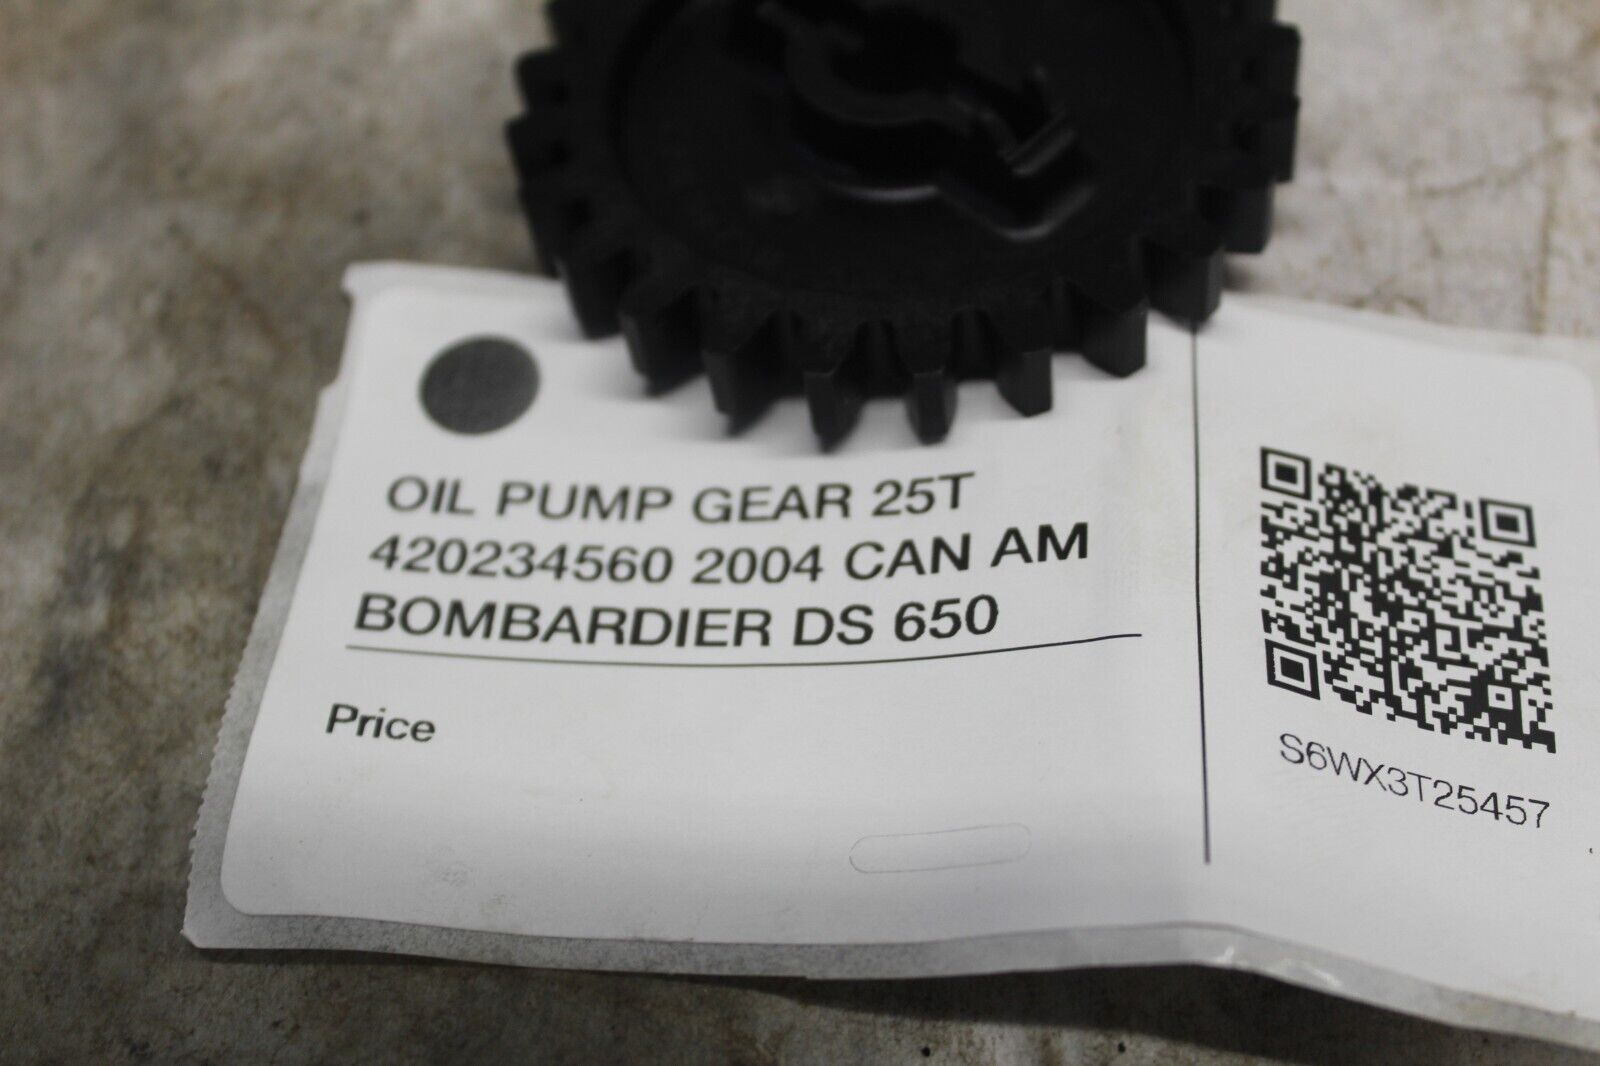 OIL PUMP GEAR 25T
420234560 2004 CAN AM
BOMBARDIER DS 650
Price
S6WX3T25457